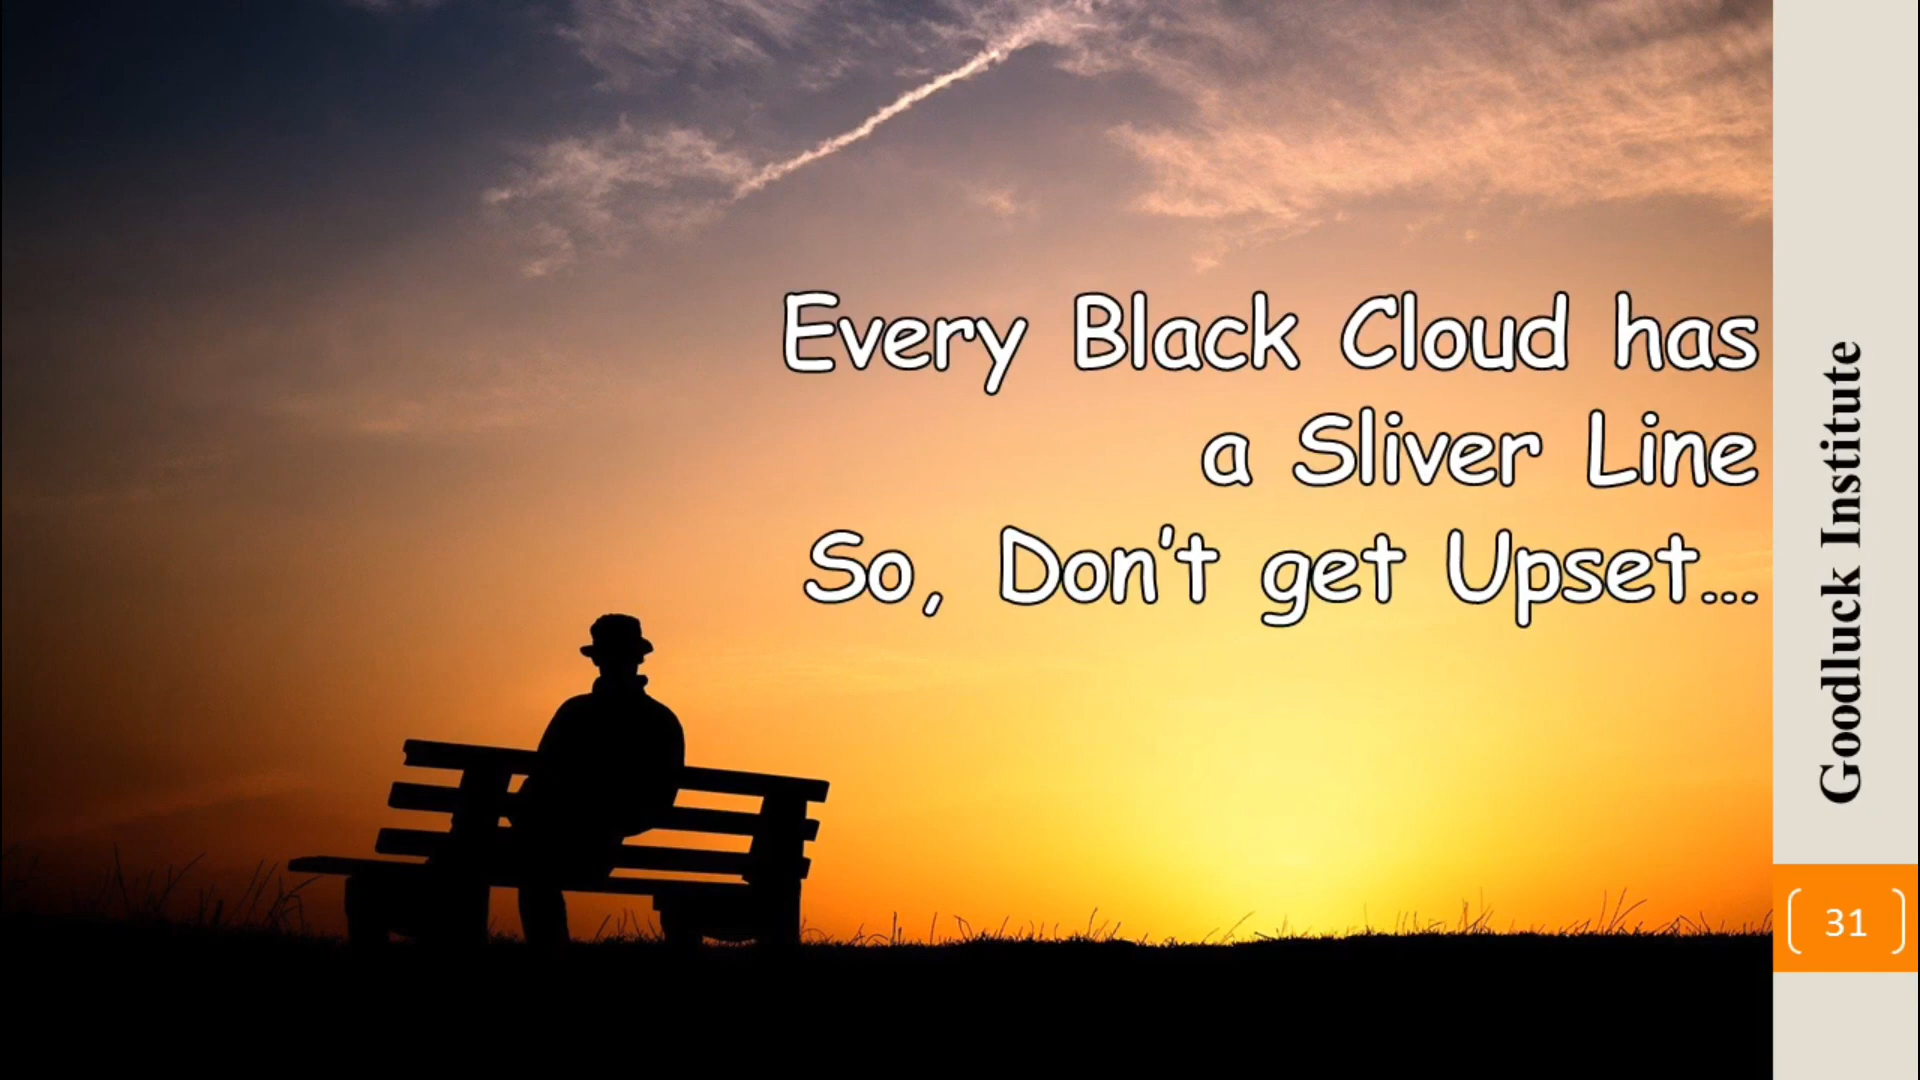 Every Black Cloud has
a Sliver Line
So, Don't get Upset...
Goodluck Institute
31